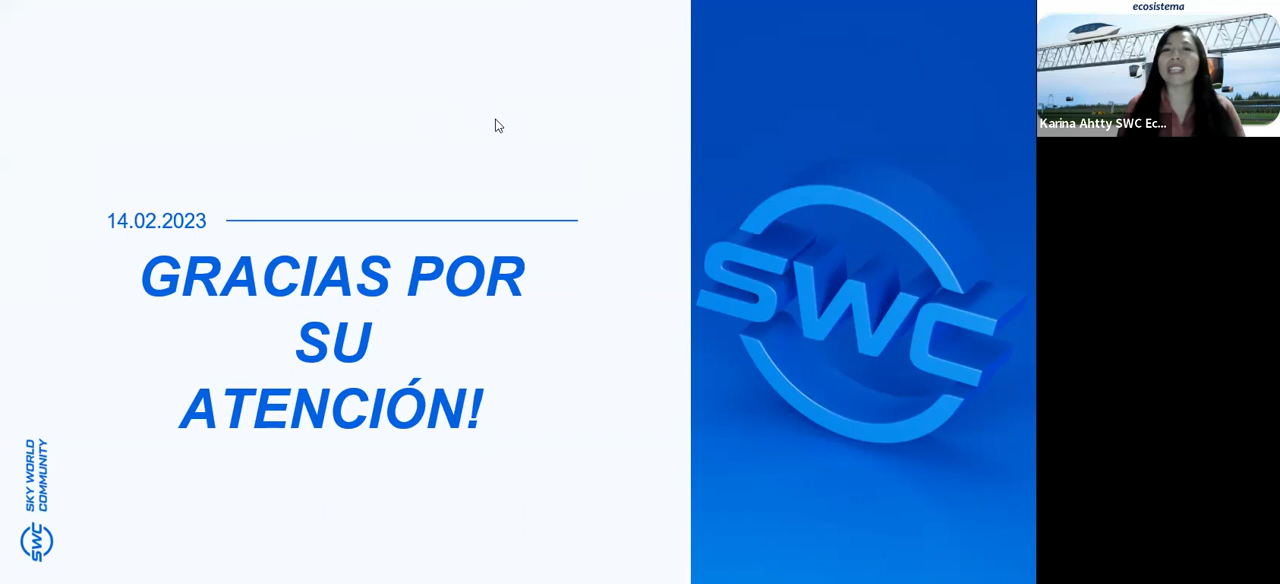 ecosistema
Karina Ahtty SWC Ec...
14.02.2023
GRACIAS POR
SU
ATENCIÓN!
SWC
SKY WORLD
COMMUNITY
SWC